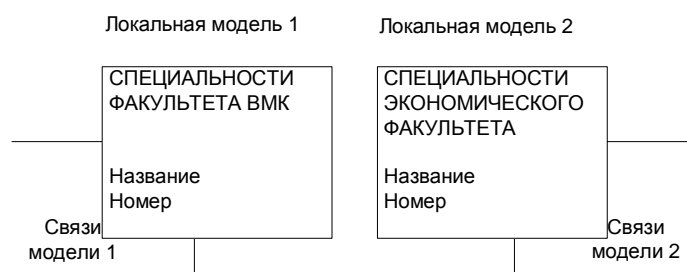 Локальная модель 1
Локальная модель 2
СПЕЦИАЛЬНОСТИ
ФАКУЛЬТЕТА ВМК
Название
Номер
СПЕЦИАЛЬНОСТИ
ЭКОНОМИЧЕСКОГО
ФАКУЛЬТЕТА
Название
Номер
Связи
модели 1
Связи
модели 2